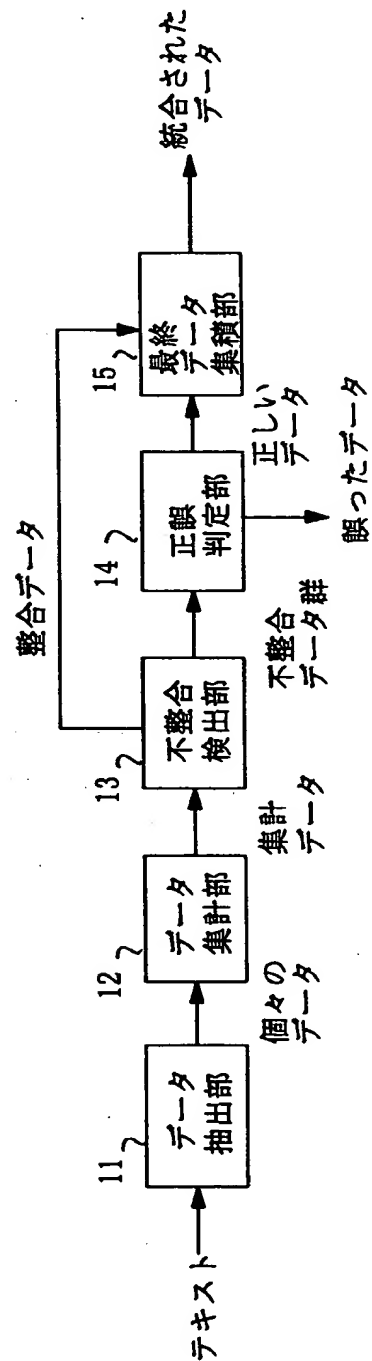 テキスト
11
データ
抽出部
個々の
データ
12
データ
集計部
集計
データ
13
不整合
検出部
整合データ
不整合
データ群
14
正誤
判定部
正しい
データ
誤ったデータ
15
最終
データ
集積部
統合された
データ